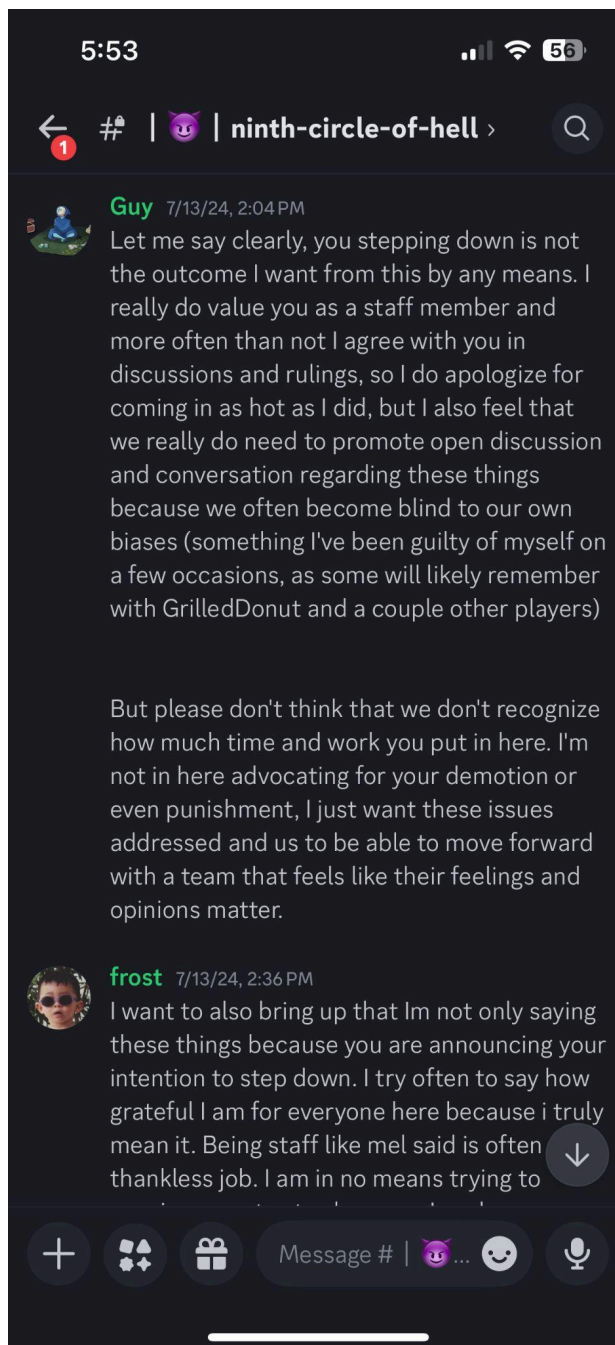 5:53
56
1
# | 😈 | ninth-circle-of-hell ›
Guy 7/13/24, 2:04 PM
Let me say clearly, you stepping down is not
the outcome I want from this by any means. I
really do value you as a staff member and
more often than not I agree with you in
discussions and rulings, so I do apologize for
coming in as hot as I did, but I also feel that
we really do need to promote open discussion
and conversation regarding these things
because we often become blind to our own
biases (something I've been guilty of myself on
a few occasions, as some will likely remember
with GrilledDonut and a couple other players)
But please don't think that we don't recognize
how much time and work you put in here. I'm
not in here advocating for your demotion or
even punishment, I just want these issues
addressed and us to be able to move forward
with a team that feels like their feelings and
opinions matter.
frost 7/13/24, 2:36 PM
I want to also bring up that Im not only saying
these things because you are announcing your
intention to step down. I try often to say how
grateful I am for everyone here because i truly
mean it. Being staff like mel said is often
thankless job. I am in no means trying to
Message # | 😈...